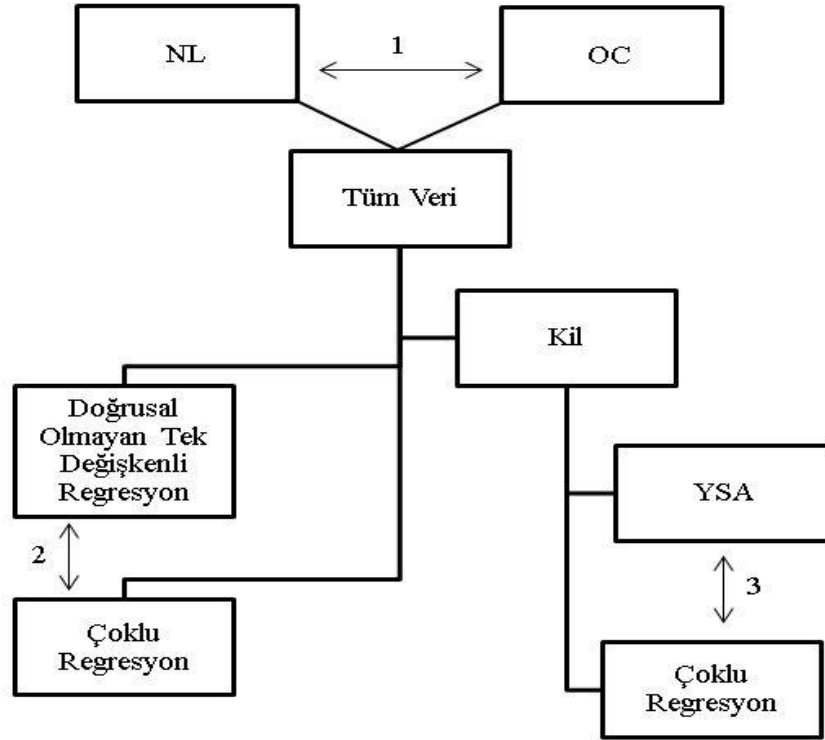 NL
1
OC
Tüm Veri
Kil
Doğrusal
Olmayan Tek
Değişkenli
Regresyon
YSA
2
3
Çoklu
Regresyon
Çoklu
Regresyon